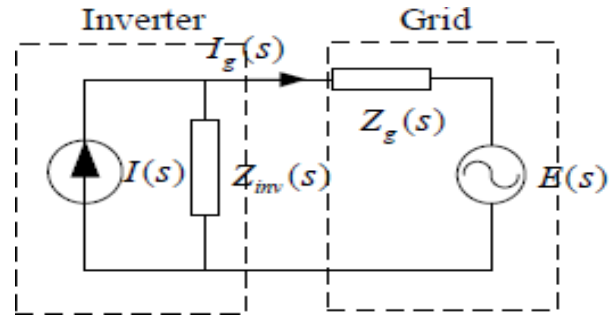 Inverter
Grid
I_g(s)
Z_g(s)
I(s)
Z_inv(s)
E(s)